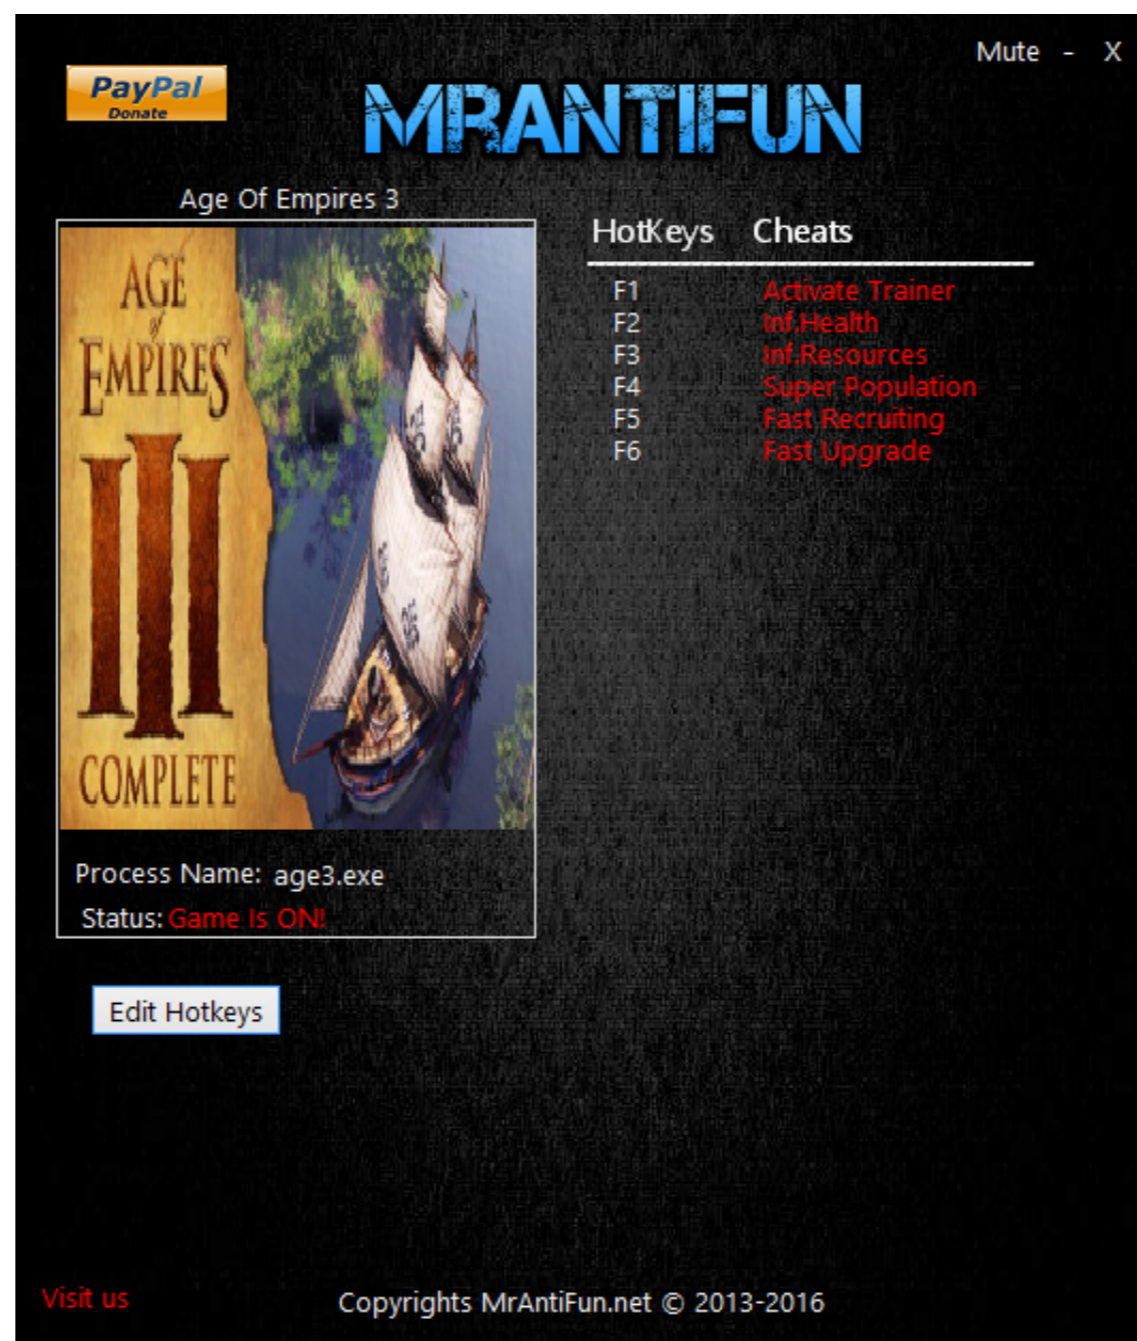 Mute - X
PayPal
Donate
MRANTIFUN
Age Of Empires 3
AGE
of
EMPIRES
III
COMPLETE
Process Name: age3.exe
Status: Game Is ON!
Edit Hotkeys
HotKeys Cheats
F1 Activate Trainer
F2 Inf.Health
F3 Inf.Resources
F4 Super Population
F5 Fast Recruiting
F6 Fast Upgrade
Visit us
Copyrights MrAntiFun.net © 2013-2016